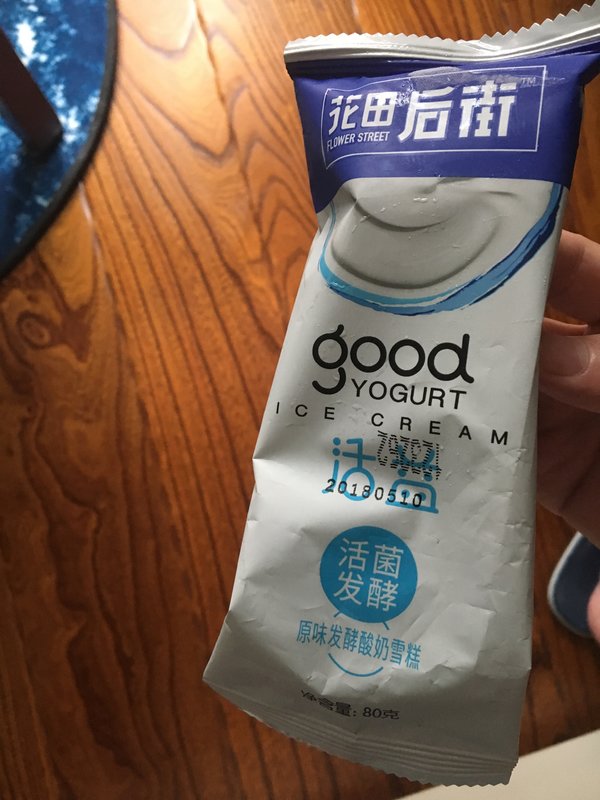 花田后街 TM
FLOWER STREET
good
YOGURT
ICE CREAM
活益
20180510
活菌
发酵
原味发酵酸奶雪糕
净含量: 80克